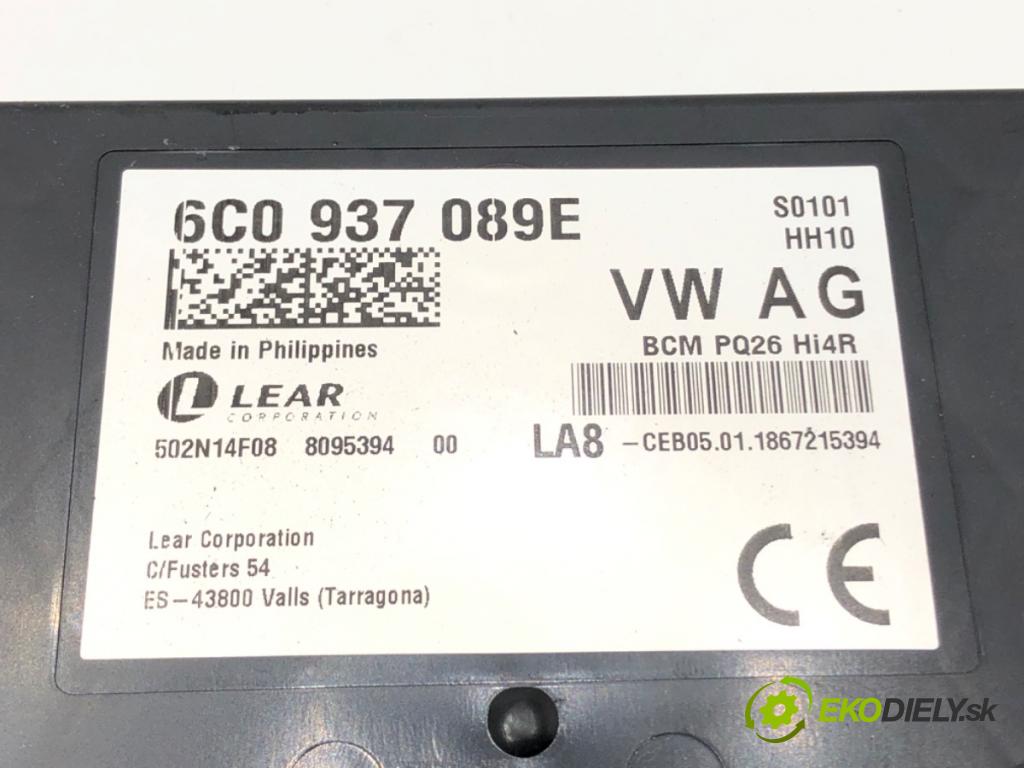 6C0 937 089E
S0101
HH10
VW AG
Made in Philippines
BCM PQ26 Hi4R
LEAR
CORPORATION
502N14F08 8095394 00
LA8 -CEB05.01.1867215394
Lear Corporation
C/Fusters 54
ES-43800 Valls (Tarragona)
CE
EKODIELY.sk